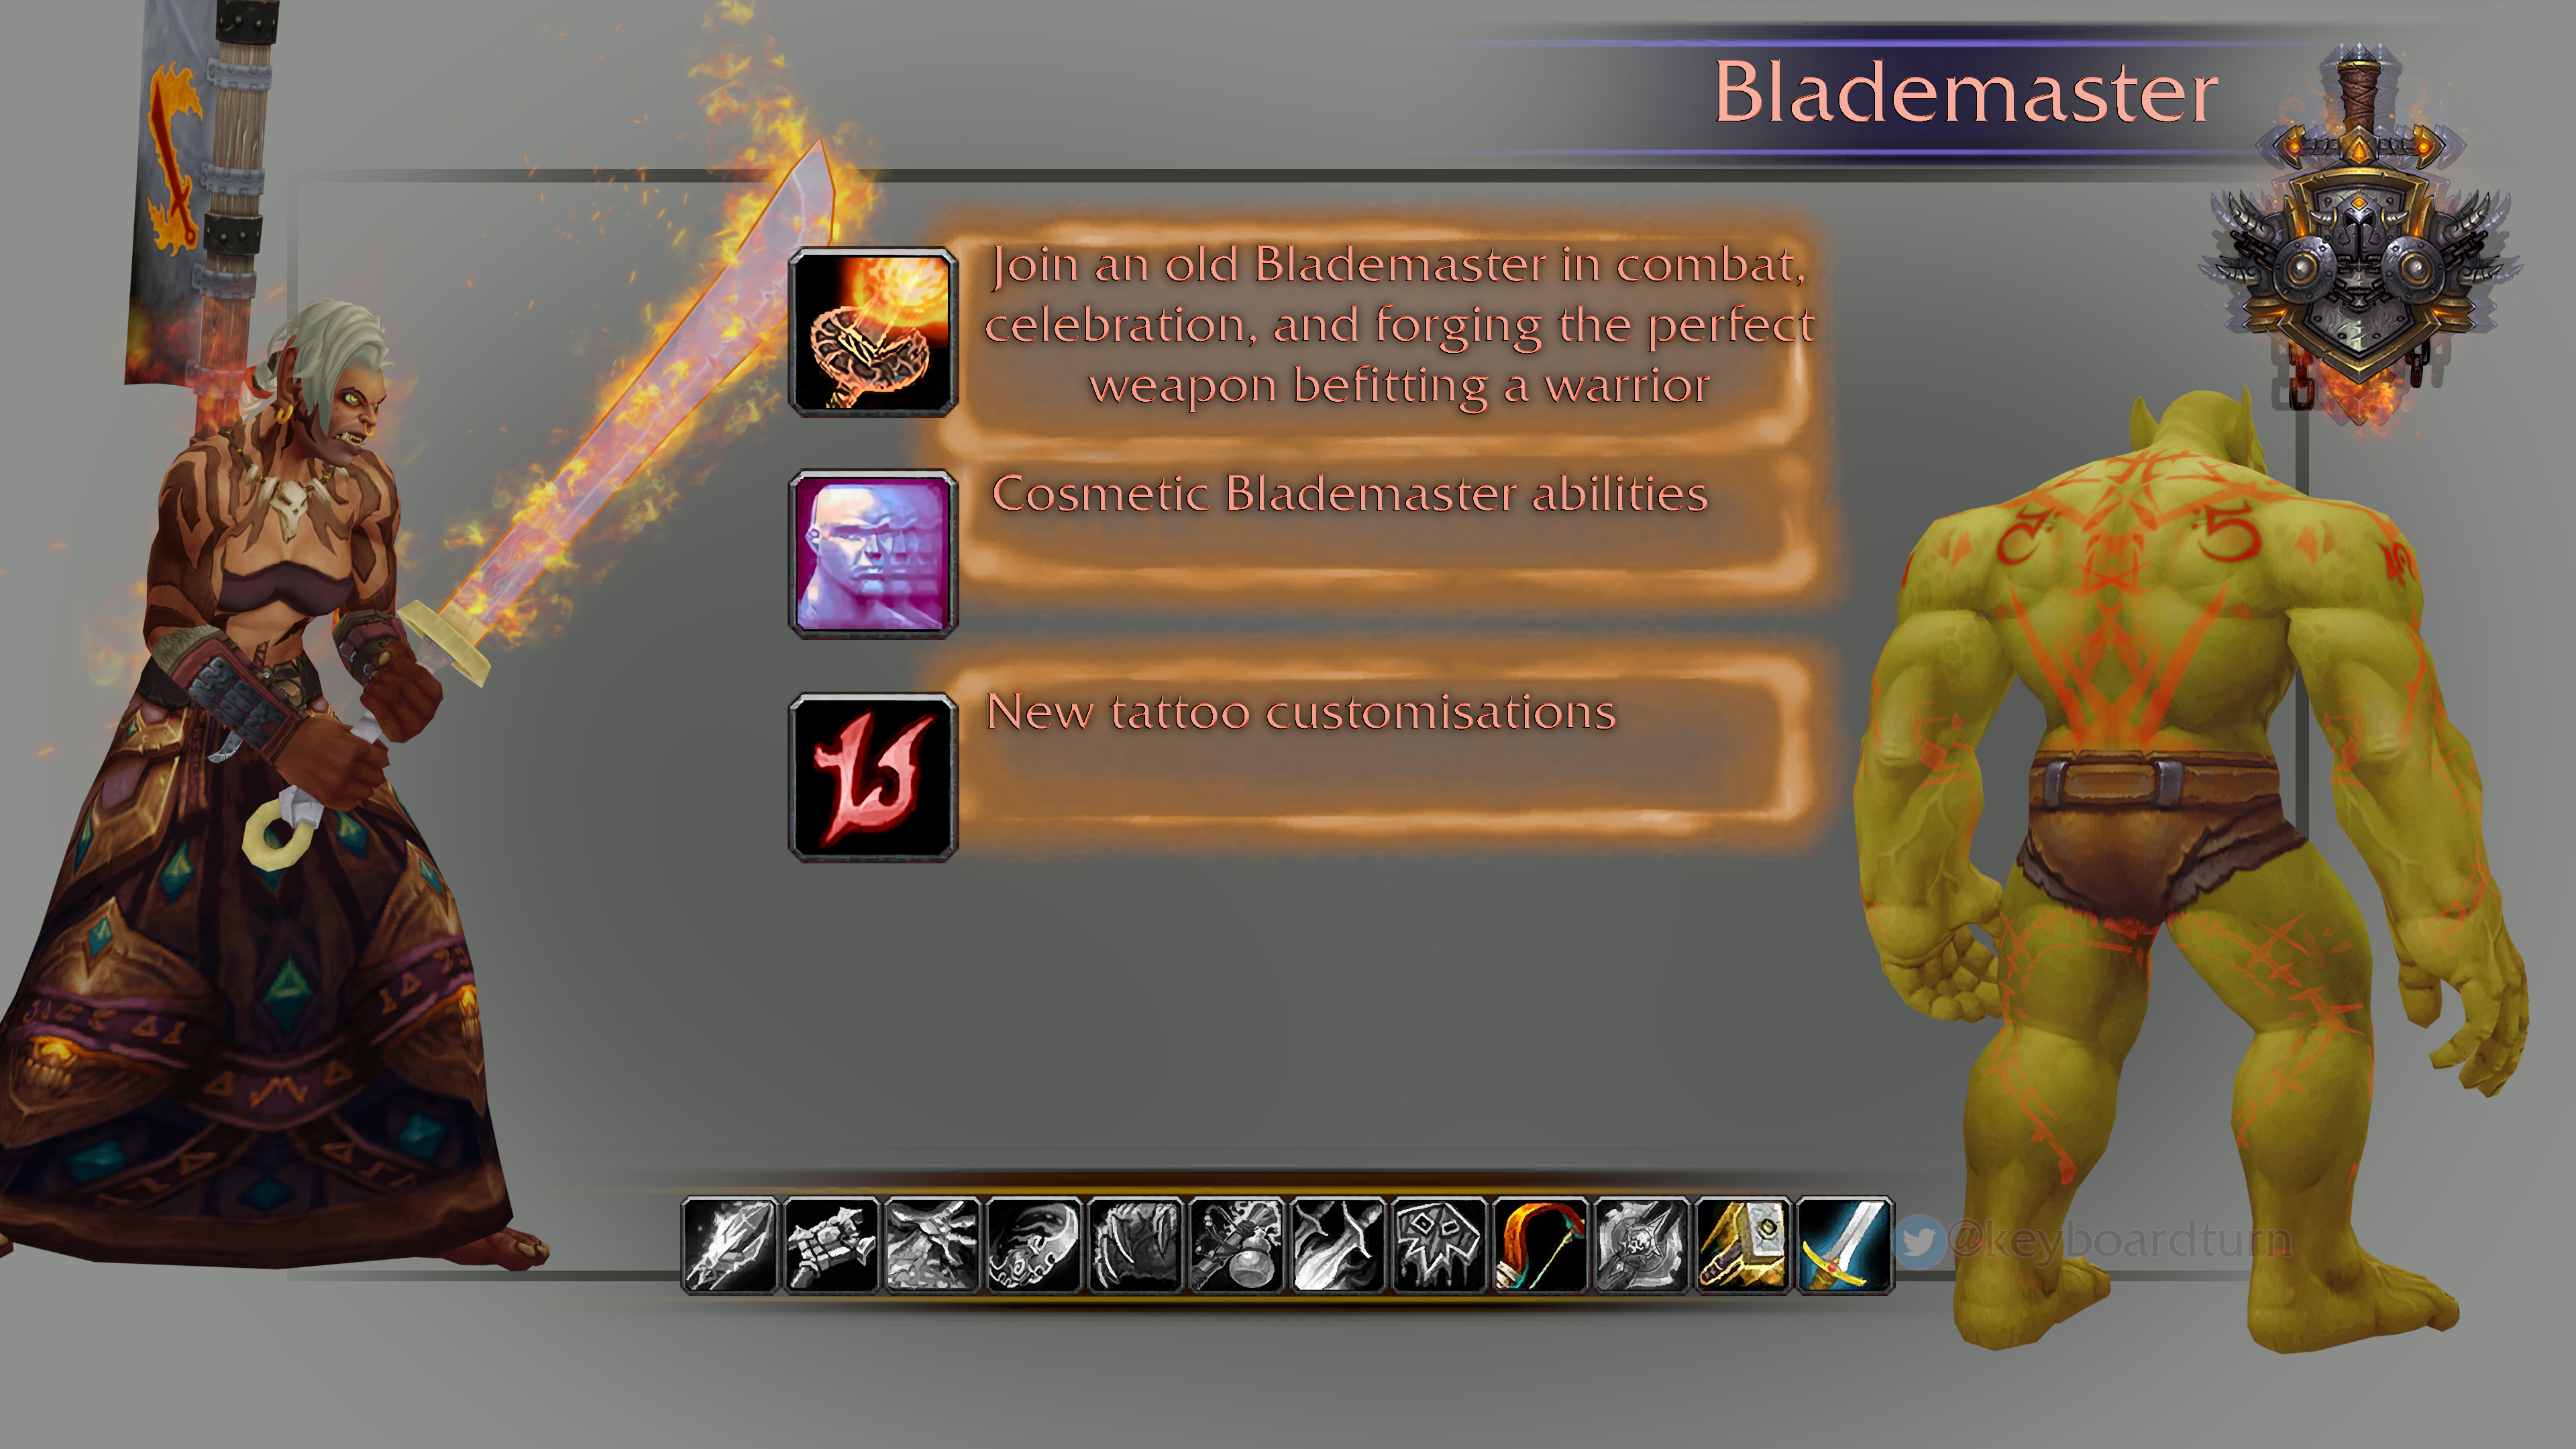 Blademaster
Join an old Blademaster in combat,
celebration, and forging the perfect
weapon befitting a warrior
Cosmetic Blademaster abilities
New tattoo customisations
@keyboardturn